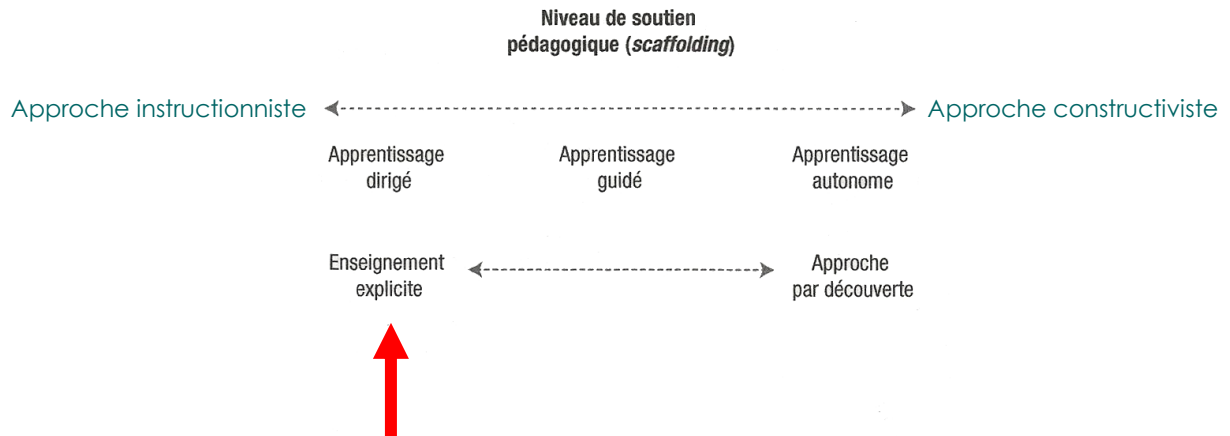 Niveau de soutien
pédagogique (scaffolding)
Approche instructionniste
Approche constructiviste
Apprentissage
dirigé
Apprentissage
guidé
Apprentissage
autonome
Enseignement
explicite
Approche
par découverte